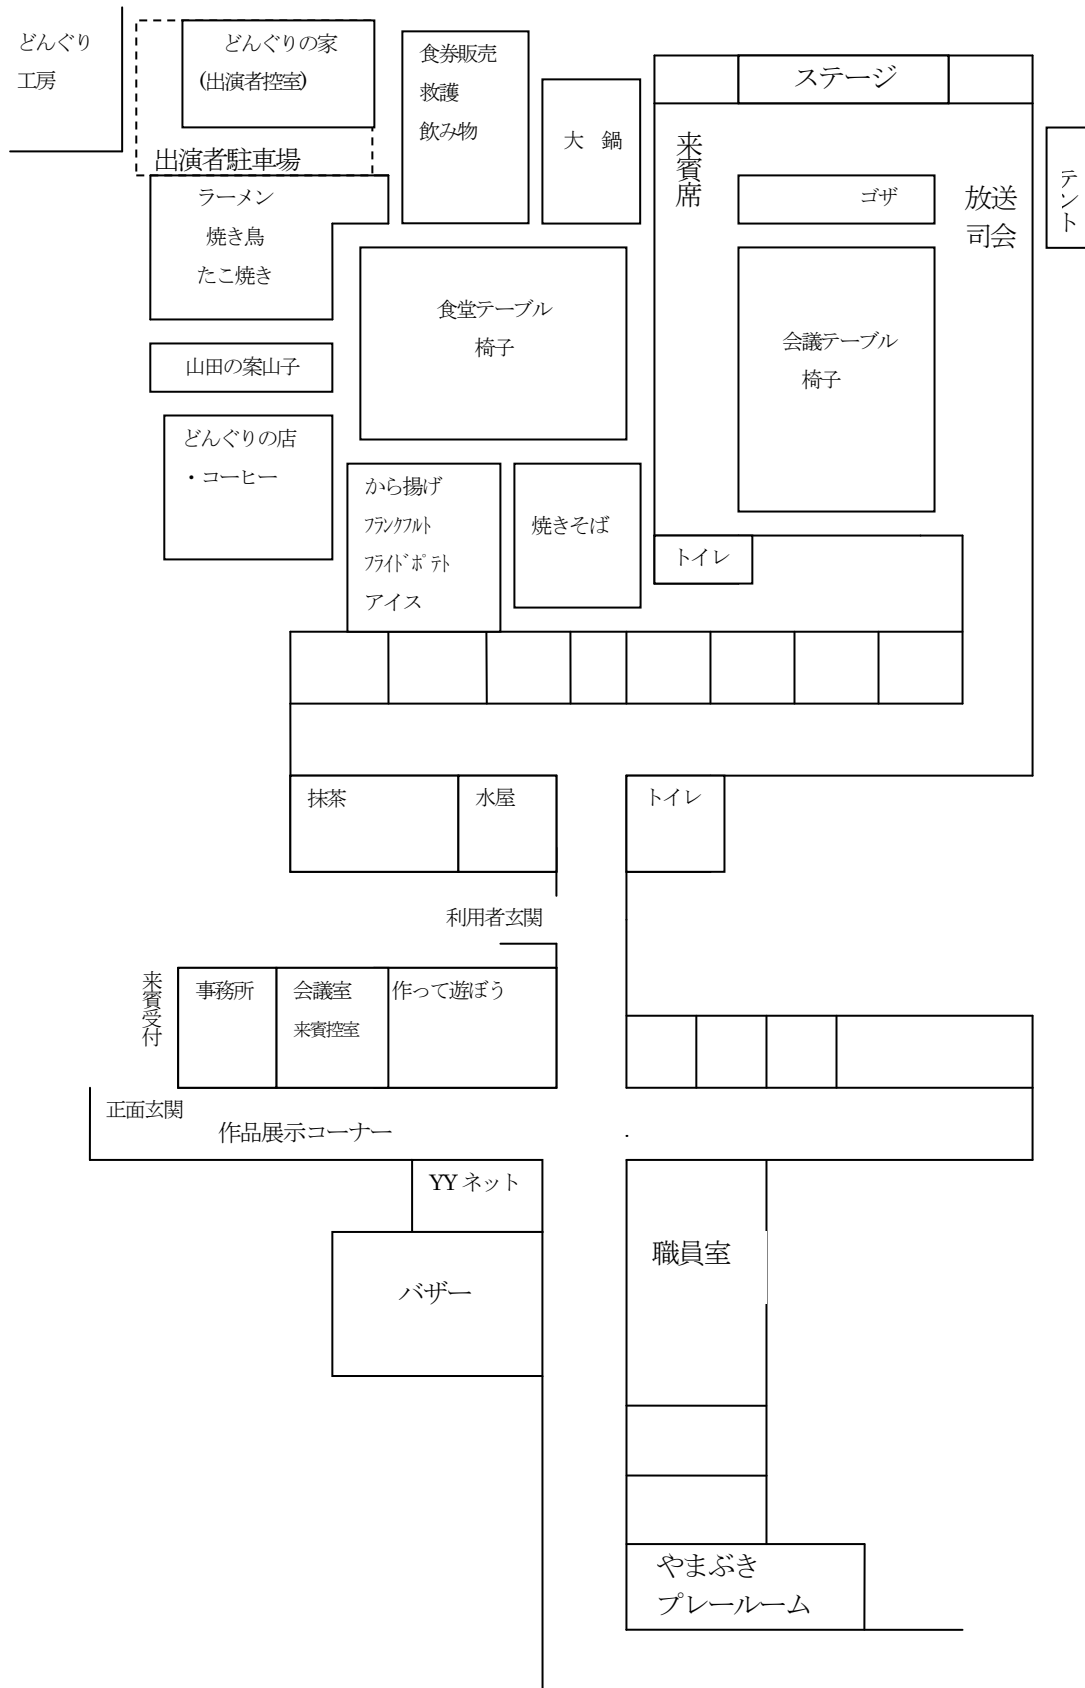 どんぐり
工房
どんぐりの家
(出演者控室)
出演者駐車場
食券販売
救護
飲み物
大　鍋
ステージ
来賓席
ゴザ
放送
司会
テント
ラーメン
焼き鳥
たこ焼き
食堂テーブル
椅子
会議テーブル
椅子
山田の案山子
どんぐりの店
・コーヒー
から揚げ
フランクフルト
フライドポテト
アイス
焼きそば
トイレ
抹茶
水屋
トイレ
利用者玄関
来賓受付
事務所
会議室
来賓控室
作って遊ぼう
正面玄関
作品展示コーナー
YY ネット
職員室
バザー
やまぶき
プレールーム